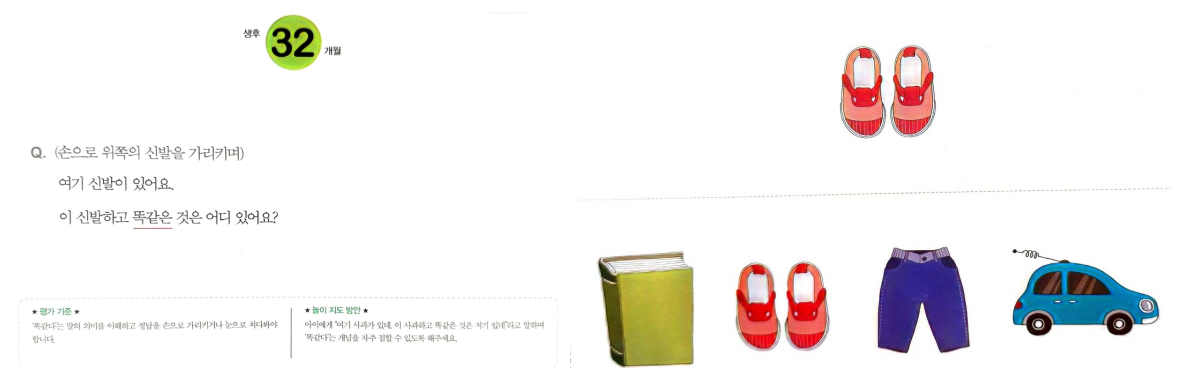 생후 32 개월
Q. (손으로 위쪽의 신발을 가리키며)
여기 신발이 있어요.
이 신발하고 똑같은 것은 어디 있어요?
★ 평가 기준 ★
'똑같다'는 말의 의미를 이해하고 정답을 손으로 가리키거나 눈으로 쳐다봐야
합니다.
★ 놀이 지도 방안 ★
아이에게 "여기 사과가 있네, 이 사과하고 똑같은 것은 저기 있네"라고 말하며
'똑같다'는 개념을 자주 접할 수 있도록 해주세요.